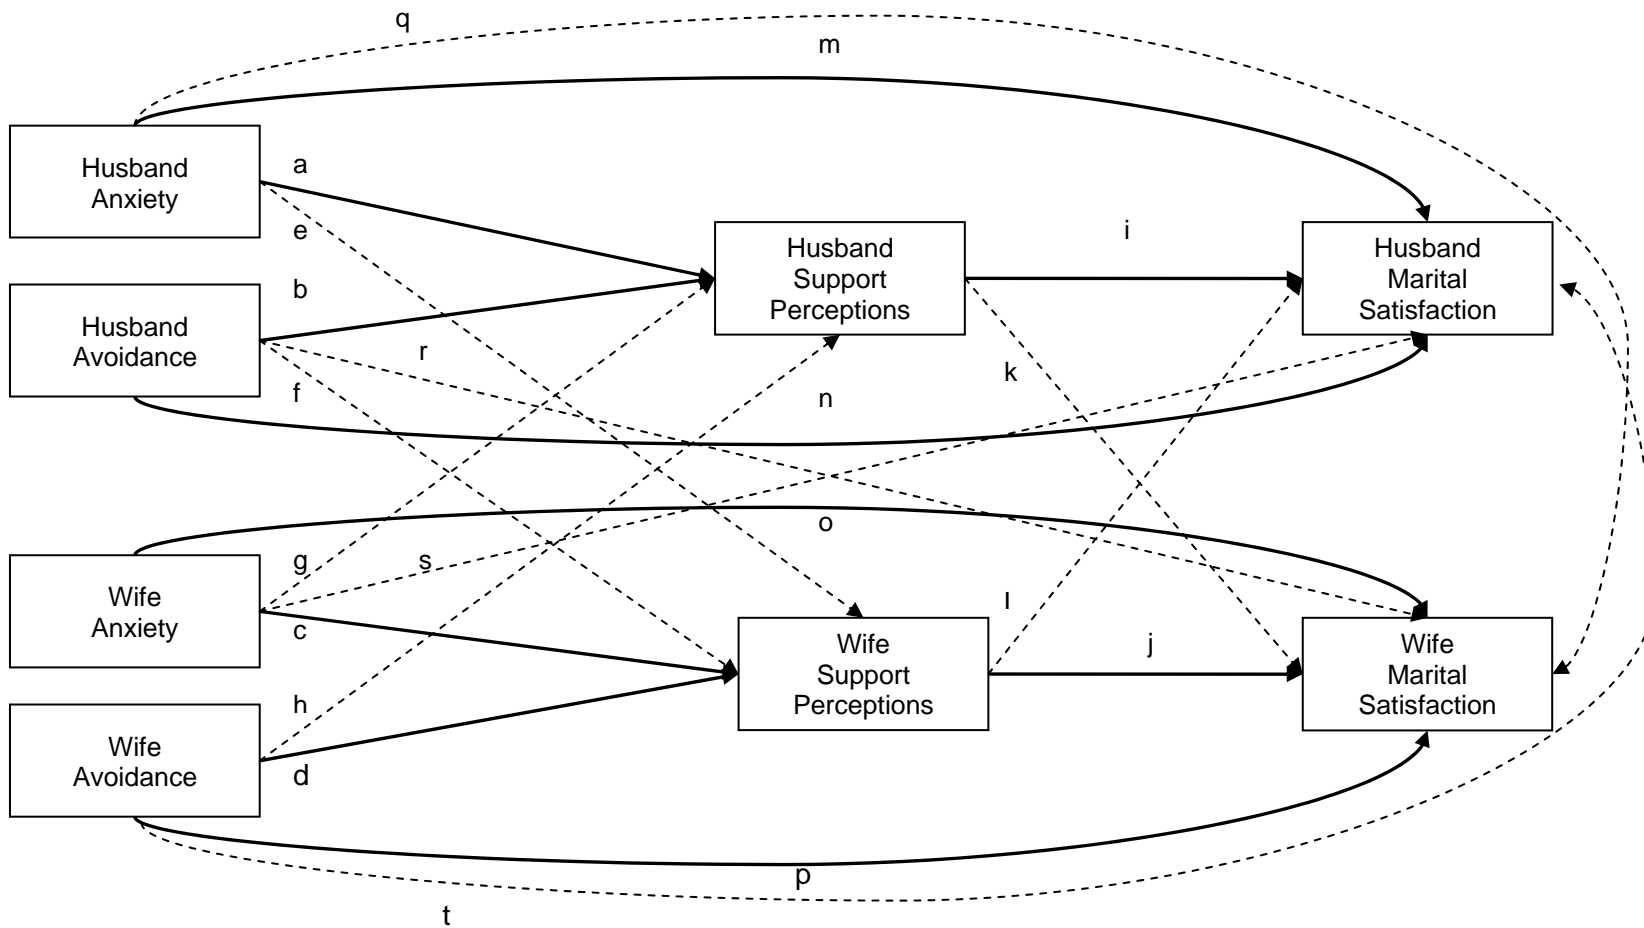 q
m
Husband
Anxiety
a
e
Husband
Support
Perceptions
i
Husband
Marital
Satisfaction
b
Husband
Avoidance
r
f
k
n
o
g
s
Wife
Anxiety
c
l
Wife
Support
Perceptions
j
Wife
Marital
Satisfaction
h
Wife
Avoidance
d
p
t